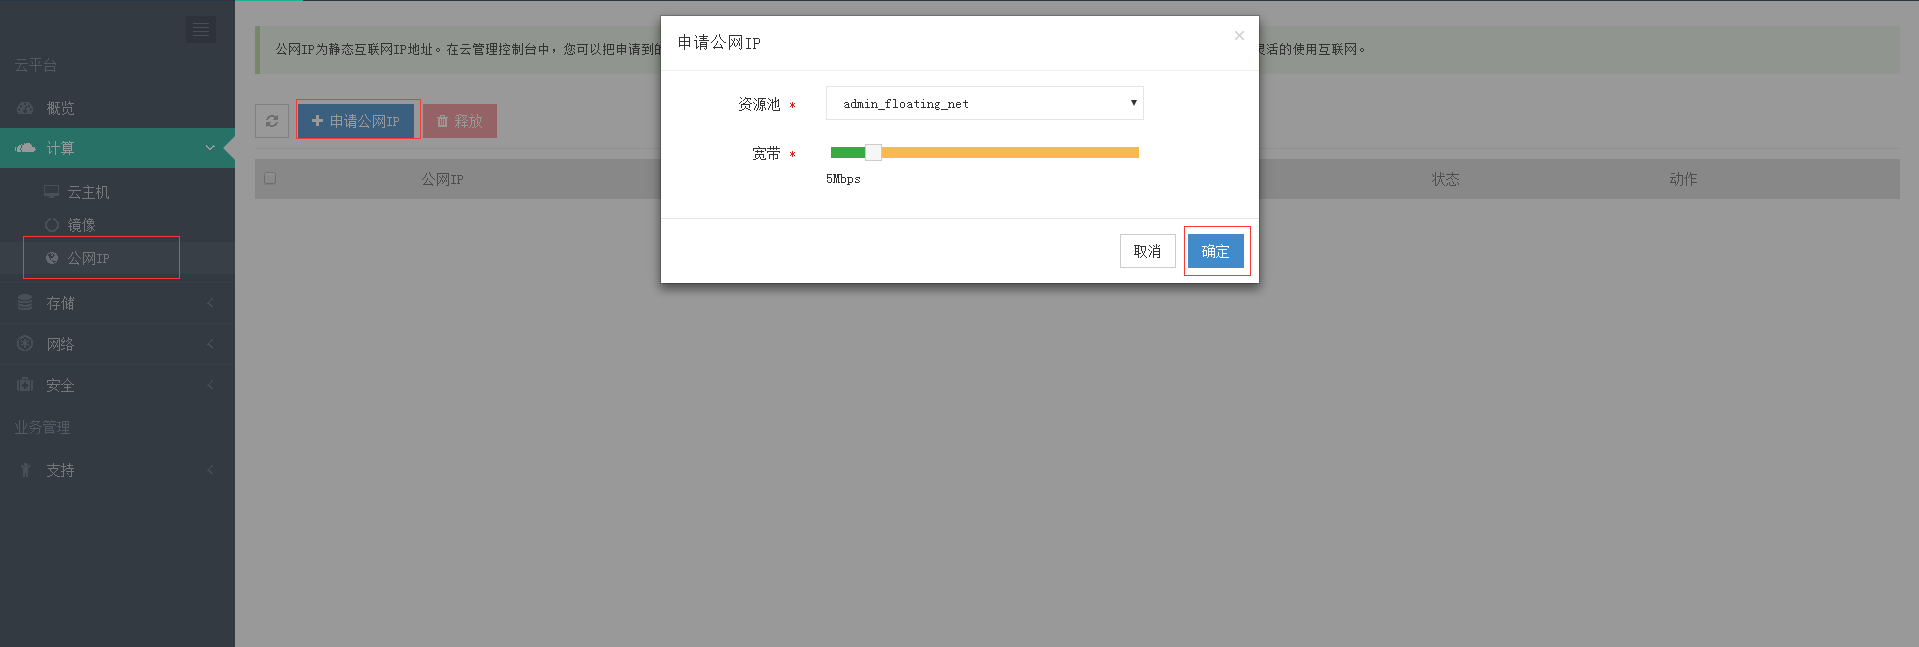 云平台
概览
计算
云主机
镜像
公网IP
存储
网络
安全
业务管理
支持
公网IP为静态互联网IP地址。在云管理控制台中，您可以把申请到的
灵活的使用互联网。
申请公网IP
释放
公网IP
状态
动作
申请公网IP
×
资源池 *
admin_floating_net
宽带 *
5Mbps
取消
确定